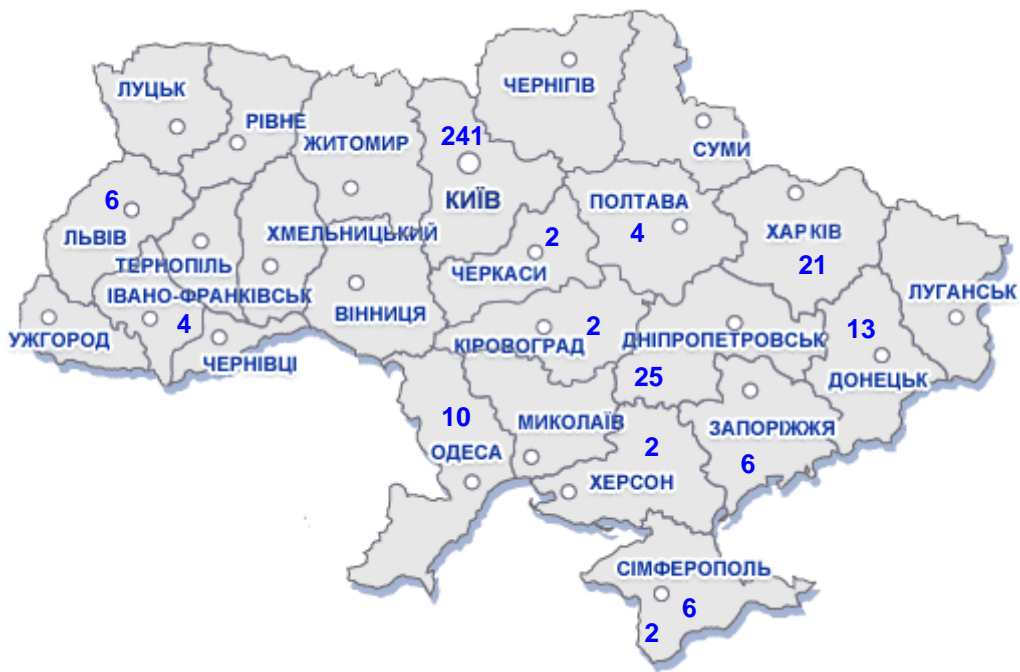 ЛУЦЬК
РІВНЕ
ЖИТОМИР
241
КИЇВ
ЧЕРНІГІВ
СУМИ
6
ЛЬВІВ
ТЕРНОПІЛЬ
ХМЕЛЬНИЦЬКИЙ
2
ЧЕРКАСИ
ПОЛТАВА
4
ХАРКІВ
21
ЛУГАНСЬК
ІВАНО-ФРАНКІВСЬК
4
УЖГОРОД
ЧЕРНІВЦІ
ВІННИЦЯ
2
КІРОВОГРАД
ДНІПРОПЕТРОВСЬК
25
13
ДОНЕЦЬК
10
ОДЕСА
МИКОЛАЇВ
2
ХЕРСОН
ЗАПОРІЖЖЯ
6
СІМФЕРОПОЛЬ
6
2